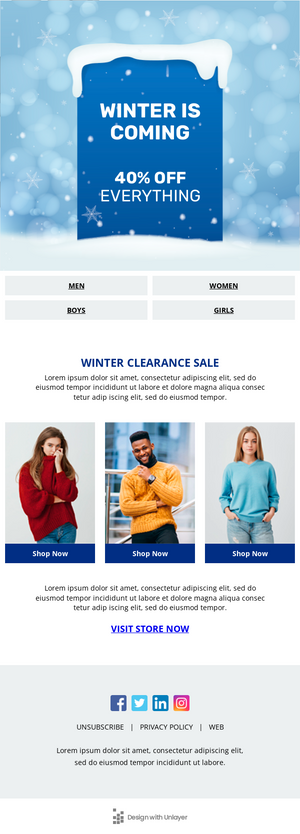 WINTER IS
COMING
40% OFF
EVERYTHING
MEN
WOMEN
BOYS
GIRLS
WINTER CLEARANCE SALE
Lorem ipsum dolor sit amet, consectetur adipiscing elit, sed do
eiusmod tempor incididunt ut labore et dolore magna aliqua consec
tetur adip iscing elit, sed do eiusmod tempor.
Shop Now
Shop Now
Shop Now
Lorem ipsum dolor sit amet, consectetur adipiscing elit, sed do
eiusmod tempor incididunt ut labore et dolore magna aliqua consec
tetur adip iscing elit, sed do eiusmod tempor.
VISIT STORE NOW
UNSUBSCRIBE | PRIVACY POLICY | WEB
Lorem ipsum dolor sit amet, consectetur adipiscing elit,
sed do eiusmod tempor incididunt ut labore.
Design with Unlayer